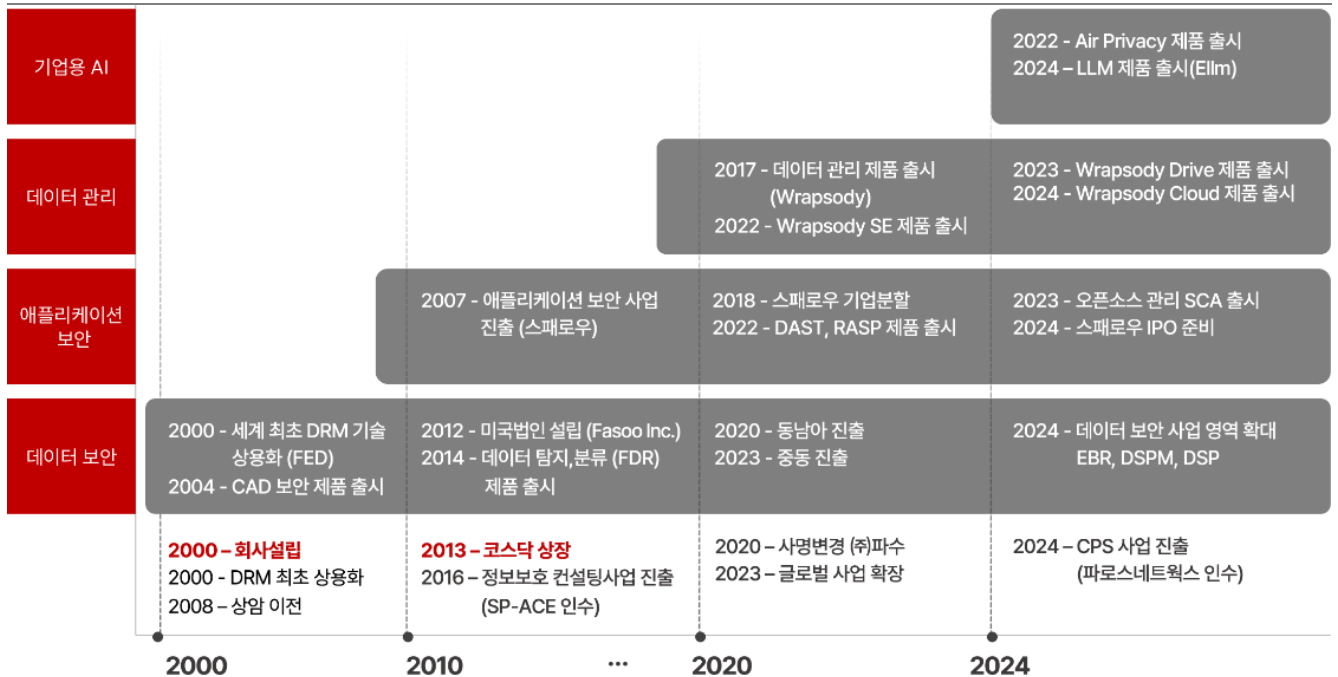 기업용 AI
2022 - Air Privacy 제품 출시
2024 – LLM 제품 출시(Ellm)
데이터 관리
2017 - 데이터 관리 제품 출시
(Wrapsody)
2022 - Wrapsody SE 제품 출시
2023 - Wrapsody Drive 제품 출시
2024 - Wrapsody Cloud 제품 출시
애플리케이션
보안
2007 - 애플리케이션 보안 사업
진출 (스패로우)
2018 - 스패로우 기업분할
2022 - DAST, RASP 제품 출시
2023 - 오픈소스 관리 SCA 출시
2024 - 스패로우 IPO 준비
데이터 보안
2000 - 세계 최초 DRM 기술
상용화 (FED)
2004 - CAD 보안 제품 출시
2012 - 미국법인 설립 (Fasoo Inc.)
2014 - 데이터 탐지,분류 (FDR)
제품 출시
2020 - 동남아 진출
2023 - 중동 진출
2024 - 데이터 보안 사업 영역 확대
EBR, DSPM, DSP
2000 – 회사설립
2000 - DRM 최초 상용화
2008 – 상암 이전
2013 – 코스닥 상장
2016 – 정보보호 컨설팅사업 진출
(SP-ACE 인수)
2020 – 사명변경 ㈜파수
2023 – 글로벌 사업 확장
2024 – CPS 사업 진출
(파로스네트웍스 인수)
2000
2010
...
2020
2024